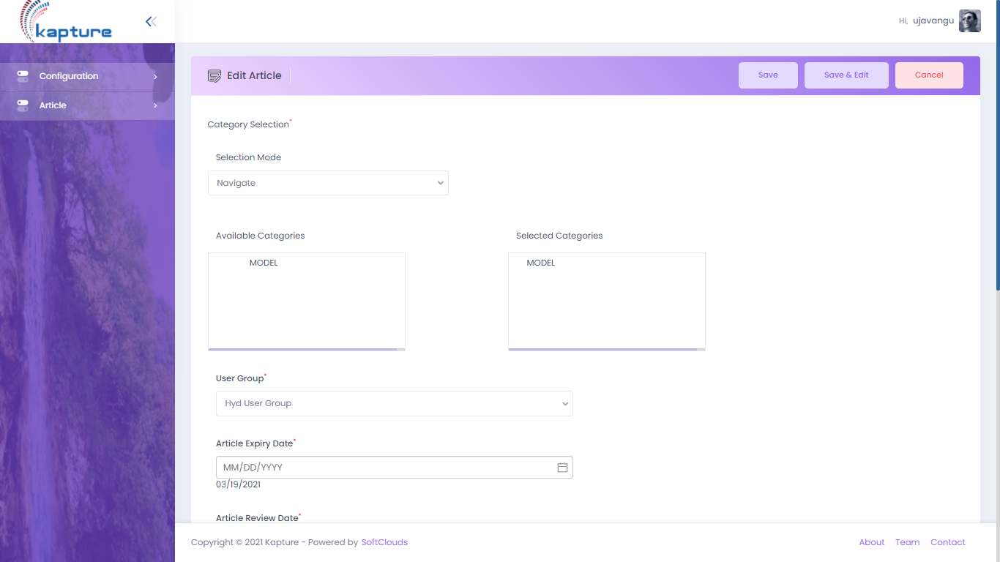 kapture
Hi, ujavangu
Configuration
Article
Edit Article
Save
Save & Edit
Cancel
Category Selection*
Selection Mode
Navigate
Available Categories
Selected Categories
MODEL
MODEL
User Group*
Hyd User Group
Article Expiry Date*
MM/DD/YYYY
03/19/2021
Article Review Date*
Copyright © 2021 Kapture - Powered by SoftClouds
About
Team
Contact